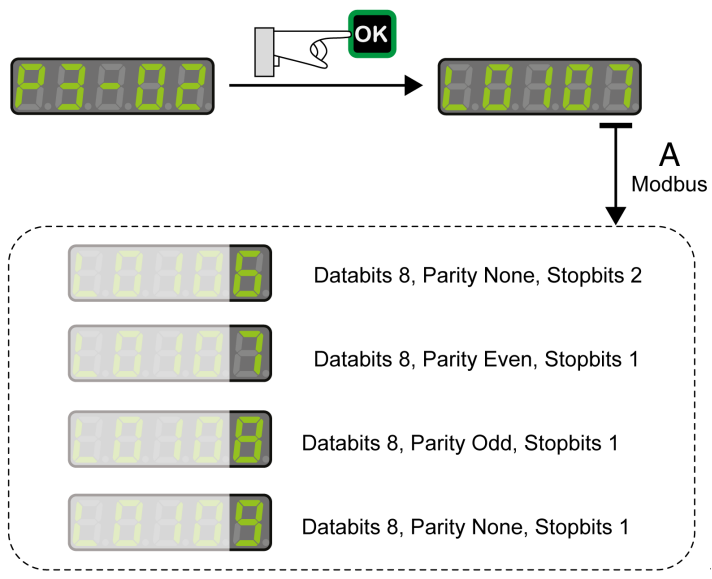 OK
P3-02
L0107
A
Modbus
L0106
Databits 8, Parity None, Stopbits 2
L0107
Databits 8, Parity Even, Stopbits 1
L0108
Databits 8, Parity Odd, Stopbits 1
L0109
Databits 8, Parity None, Stopbits 1